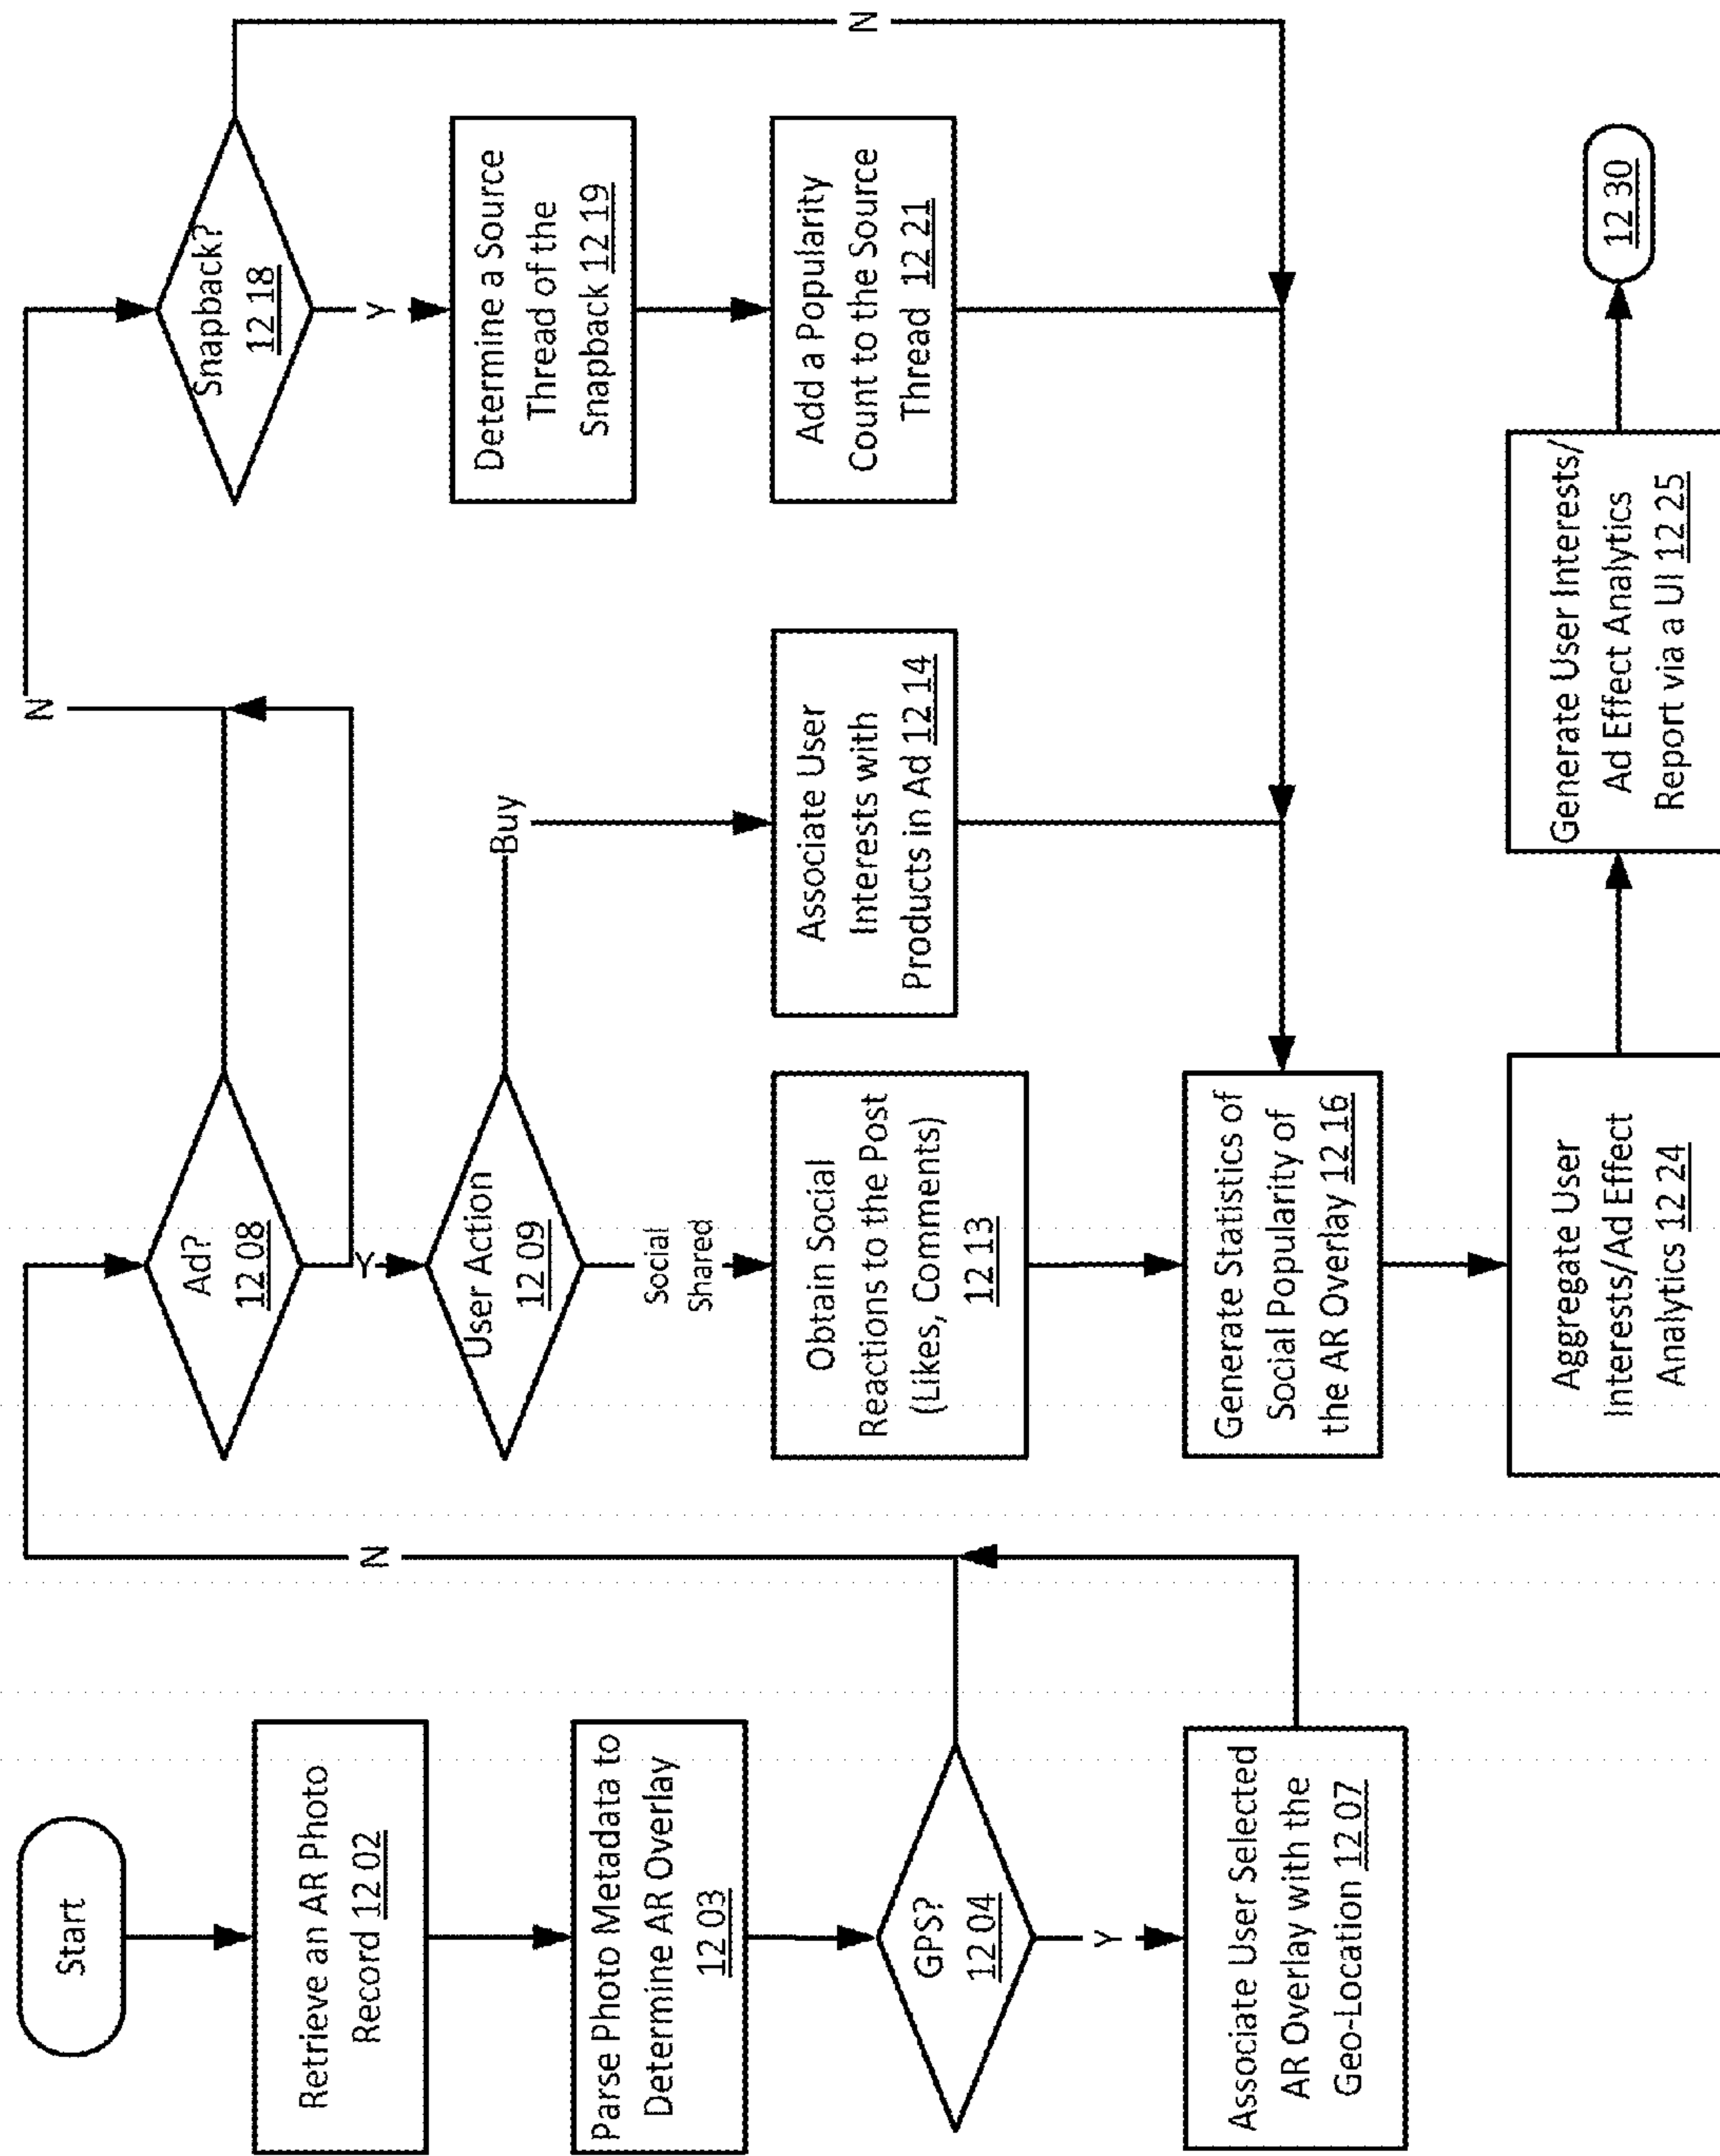 Start
Retrieve an AR Photo
Record 12 02
Parse Photo Metadata to
Determine AR Overlay
12 03
GPS?
12 04
Y
Associate User Selected
AR Overlay with the
Geo-Location 12 07
N
Ad?
12 08
Y
User Action
12 09
Social
Shared
Obtain Social
Reactions to the Post
(Likes, Comments)
12 13
Generate Statistics of
Social Popularity of
the AR Overlay 12 16
Aggregate User
Interests/Ad Effect
Analytics 12 24
N
Buy
Associate User
Interests with
Products in Ad 12 14
Snapback?
12 18
Y
Determine a Source
Thread of the
Snapback 12 19
Add a Popularity
Count to the Source
Thread 12 21
N
Generate User Interests/
Ad Effect Analytics
Report via a UI 12 25
12 30